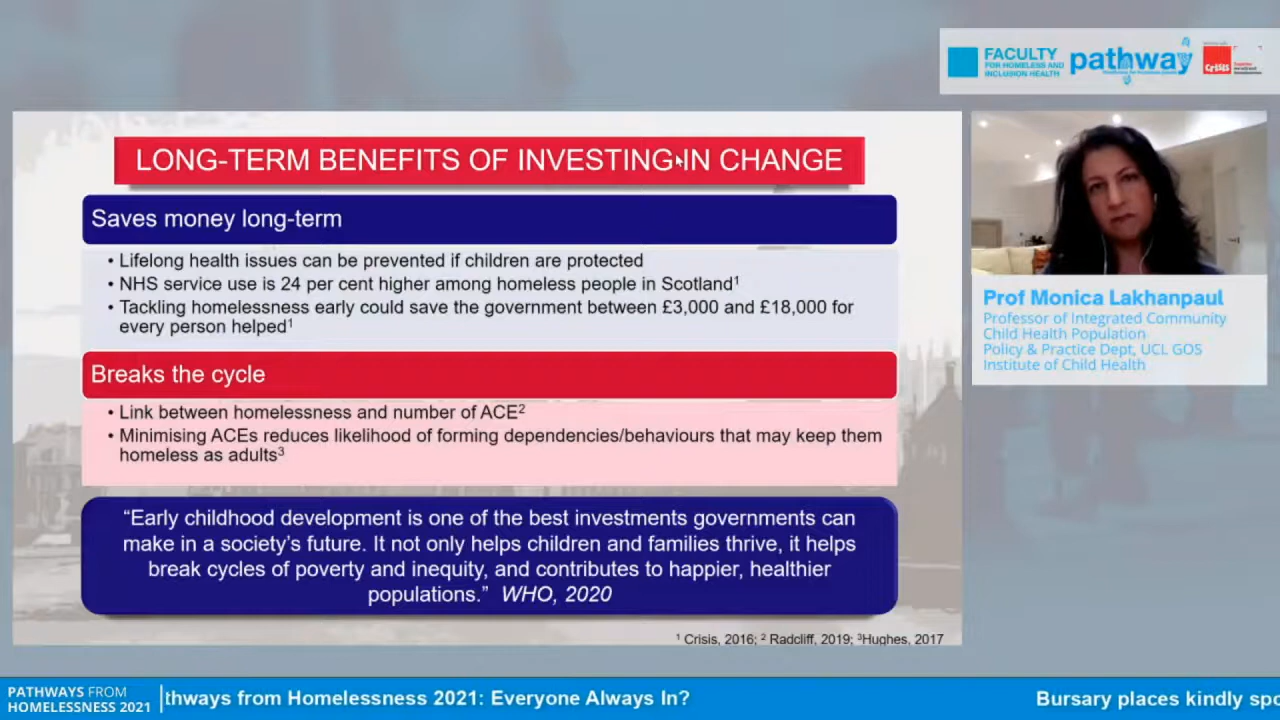 FACULTY
FOR HOMELESS AND
INCLUSION HEALTH
pathway
CRISIS
LONG-TERM BENEFITS OF INVESTING IN CHANGE
Saves money long-term
• Lifelong health issues can be prevented if children are protected
• NHS service use is 24 per cent higher among homeless people in Scotland¹
• Tackling homelessness early could save the government between £3,000 and £18,000 for
every person helped¹
Breaks the cycle
• Link between homelessness and number of ACE²
• Minimising ACEs reduces likelihood of forming dependencies/behaviours that may keep them
homeless as adults³
“Early childhood development is one of the best investments governments can
make in a society’s future. It not only helps children and families thrive, it helps
break cycles of poverty and inequity, and contributes to happier, healthier
populations.” WHO, 2020
¹ Crisis, 2016; ² Radcliff, 2019; ³Hughes, 2017
Prof Monica Lakhanpaul
Professor of Integrated Community
Child Health Population
Policy & Practice Dept, UCL GOS
Institute of Child Health
PATHWAYS FROM
HOMELESSNESS 2021
thways from Homelessness 2021: Everyone Always In?
Bursary places kindly spo